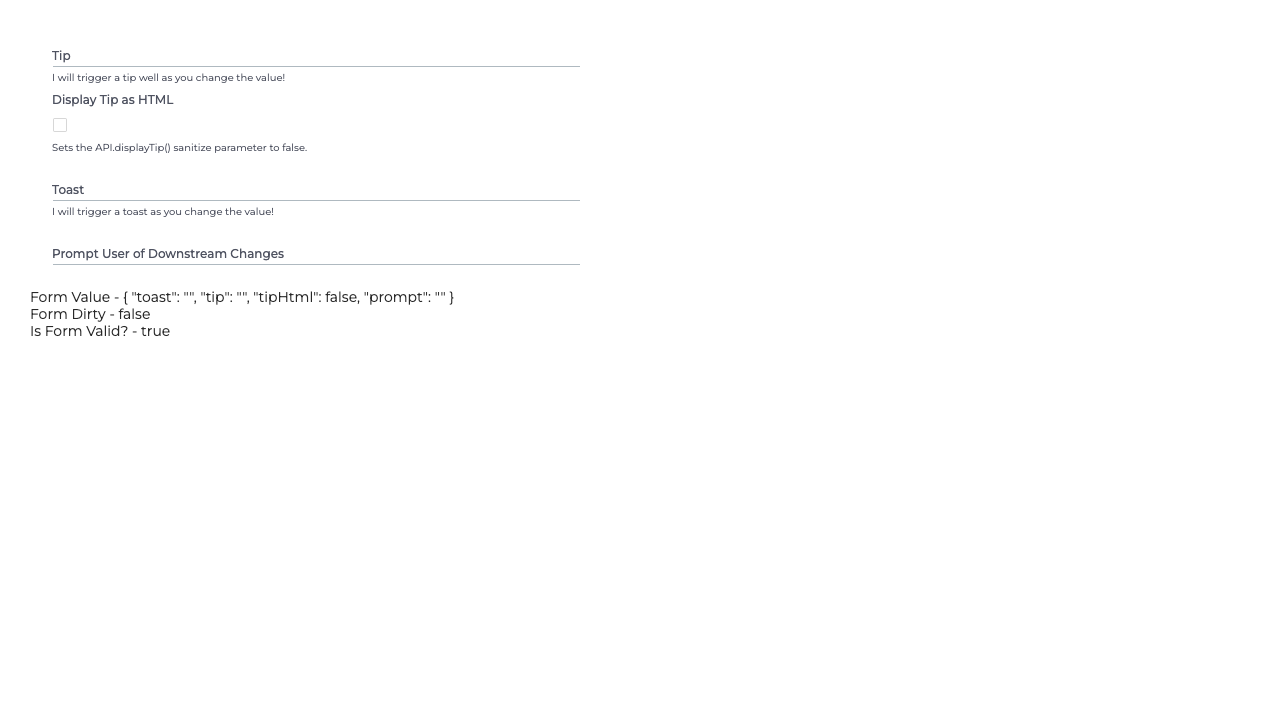 Tip
I will trigger a tip well as you change the value!
Display Tip as HTML
Sets the API.displayTip() sanitize parameter to false.
Toast
I will trigger a toast as you change the value!
Prompt User of Downstream Changes
Form Value - { "toast": "", "tip": "", "tipHtml": false, "prompt": "" }
Form Dirty - false
Is Form Valid? - true